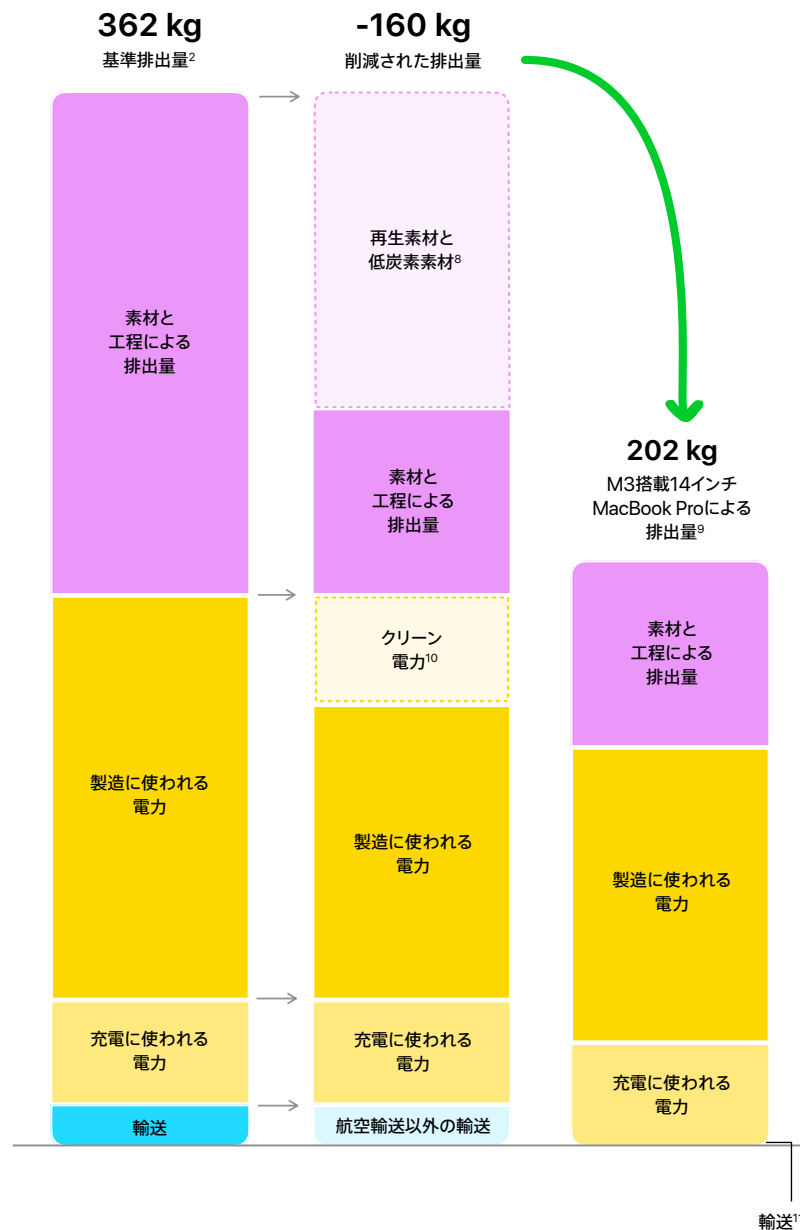 362 kg
基準排出量2
素材と
工程による
排出量
製造に使われる
電力
充電に使われる
電力
輸送
-160 kg
削減された排出量
再生素材と
低炭素素材8
素材と
工程による
排出量
クリーン
電力10
製造に使われる
電力
充電に使われる
電力
航空輸送以外の輸送
202 kg
M3搭載14インチ
MacBook Proによる
排出量9
素材と
工程による
排出量
製造に使われる
電力
充電に使われる
電力
輸送